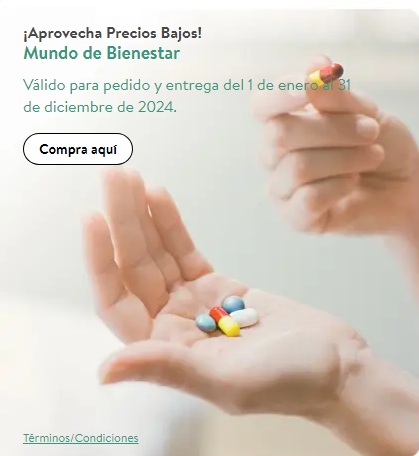 ¡Aprovecha Precios Bajos!
Mundo de Bienestar
Válido para pedido y entrega del 1 de enero al 31
de diciembre de 2024.
Compra aquí
Términos/Condiciones